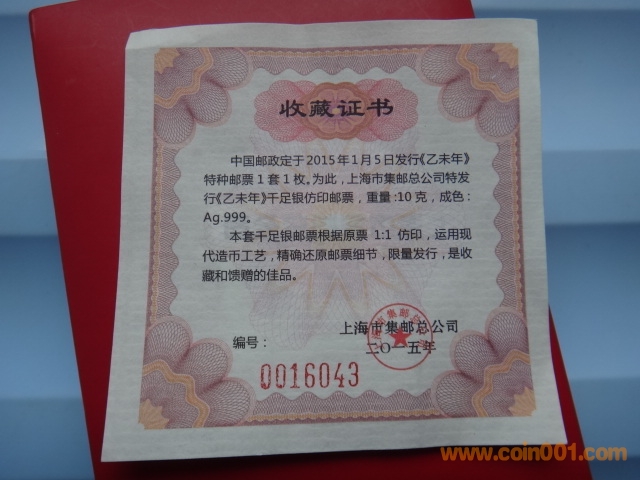 收藏证书
中国邮政定于2015年1月5日发行《乙未年》
特种邮票1套1枚。为此，上海市集邮总公司特发
行《乙未年》千足银仿印邮票，重量:10克，成色：
Ag.999。
本套千足银邮票根据原票1:1仿印，运用现
代造币工艺，精确还原邮票细节，限量发行，是收
藏和馈赠的佳品。
上海市集邮总公司
二〇一五年
编号：
0016043
www.coin001.com